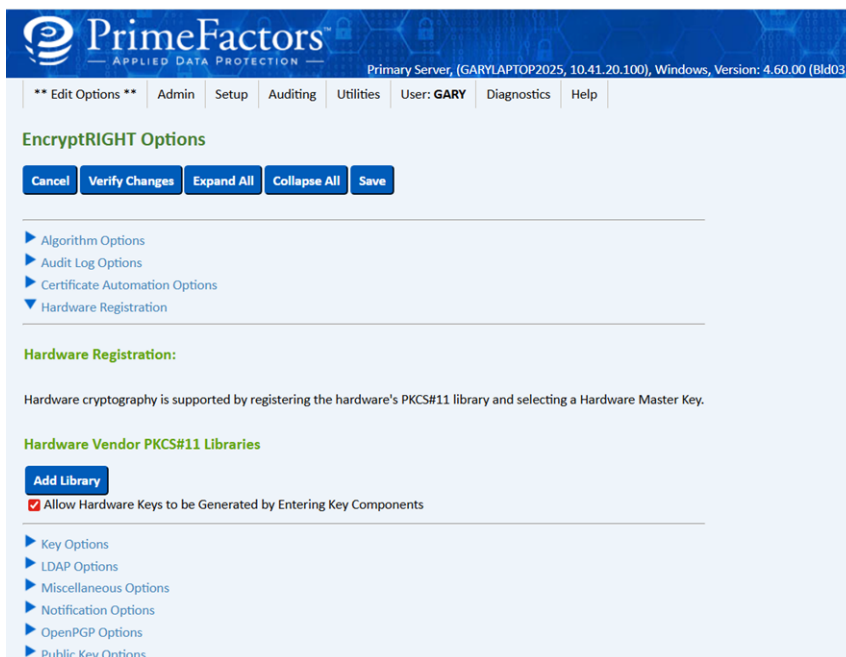 PrimeFactors™
— APPLIED DATA PROTECTION —
Primary Server, (GARYLAPTOP2025, 10.41.20.100), Windows, Version: 4.60.00 (Bld03
** Edit Options ** Admin Setup Auditing Utilities User: GARY Diagnostics Help
EncryptRIGHT Options
Cancel Verify Changes Expand All Collapse All Save
Algorithm Options
Audit Log Options
Certificate Automation Options
Hardware Registration
Hardware Registration:
Hardware cryptography is supported by registering the hardware's PKCS#11 library and selecting a Hardware Master Key.
Hardware Vendor PKCS#11 Libraries
Add Library
Allow Hardware Keys to be Generated by Entering Key Components
Key Options
LDAP Options
Miscellaneous Options
Notification Options
OpenPGP Options
Public Key Options